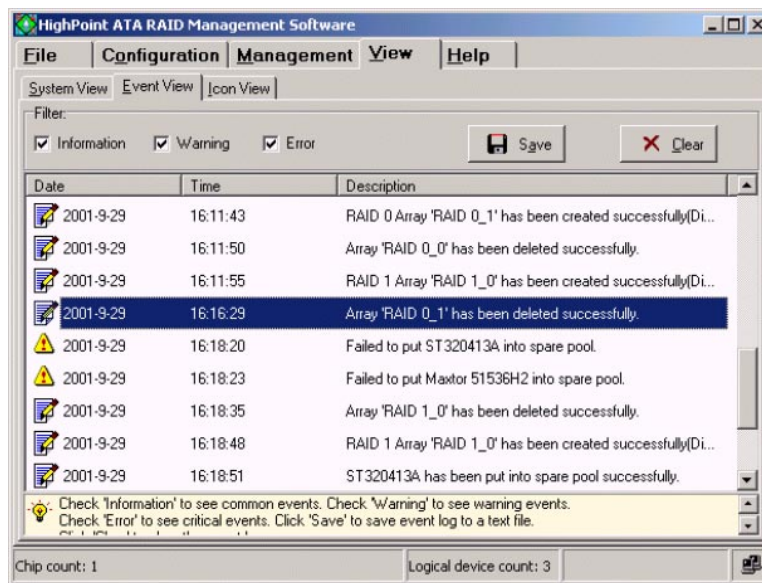 HighPoint ATA RAID Management Software
File Configuration Management View Help
System View Event View Icon View
Filter:
Information Warning Error Save Clear
Date Time Description
2001-9-29 16:11:43 RAID 0 Array 'RAID 0_1' has been created successfully(Di...
2001-9-29 16:11:50 Array 'RAID 0_0' has been deleted successfully.
2001-9-29 16:11:55 RAID 1 Array 'RAID 1_0' has been created successfully(Di...
2001-9-29 16:16:29 Array 'RAID 0_1' has been deleted successfully.
2001-9-29 16:18:20 Failed to put ST320413A into spare pool.
2001-9-29 16:18:23 Failed to put Maxtor 51536H2 into spare pool.
2001-9-29 16:18:35 Array 'RAID 1_0' has been deleted successfully.
2001-9-29 16:18:48 RAID 1 Array 'RAID 1_0' has been created successfully(Di...
2001-9-29 16:18:51 ST320413A has been put into spare pool successfully.
Check 'Information' to see common events. Check 'Warning' to see warning events.
Check 'Error' to see critical events. Click 'Save' to save event log to a text file.
Chip count: 1 Logical device count: 3